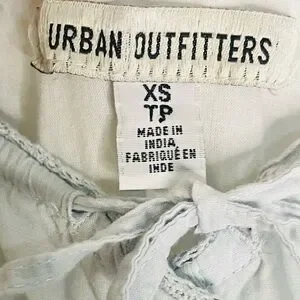 URBAN OUTFITTERS
XS
TP
MADE IN
INDIA
FABRIQUÉ EN
INDE